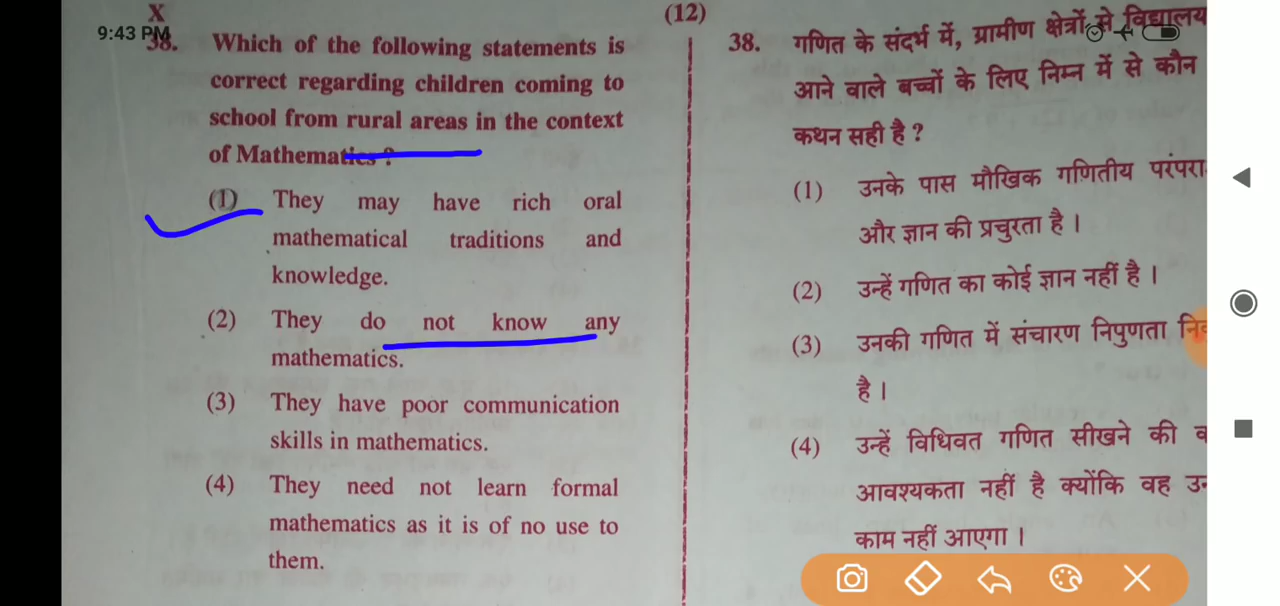 X
(12)
9:43 PM
38. Which of the following statements is
correct regarding children coming to
school from rural areas in the context
of Mathematics ?
(1) They may have rich oral
mathematical traditions and
knowledge.
(2) They do not know any
mathematics.
(3) They have poor communication
skills in mathematics.
(4) They need not learn formal
mathematics as it is of no use to
them.
38. गणित के संदर्भ में, ग्रामीण क्षेत्रों से विद्यालय
आने वाले बच्चों के लिए निम्न में से कौन
कथन सही है ?
(1) उनके पास मौखिक गणितीय परंपरा
और ज्ञान की प्रचुरता है ।
(2) उन्हें गणित का कोई ज्ञान नहीं है ।
(3) उनकी गणित में संचारण निपुणता
है ।
(4) उन्हें विधिवत गणित सीखने की
आवश्यकता नहीं है क्योंकि वह
काम नहीं आएगा ।